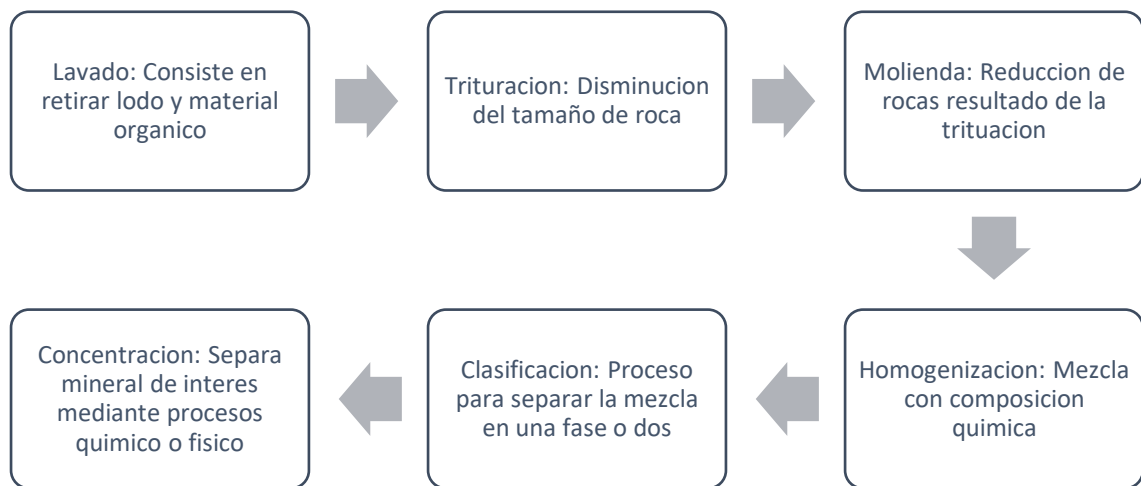 Lavado: Consiste en
retirar lodo y material
organico
Trituracion: Disminucion
del tamaño de roca
Molienda: Reduccion de
rocas resultado de la
trituacion
Homogenizacion: Mezcla
con composicion
quimica
Clasificacion: Proceso
para separar la mezcla
en una fase o dos
Concentracion: Separa
mineral de interes
mediante procesos
quimico o fisico